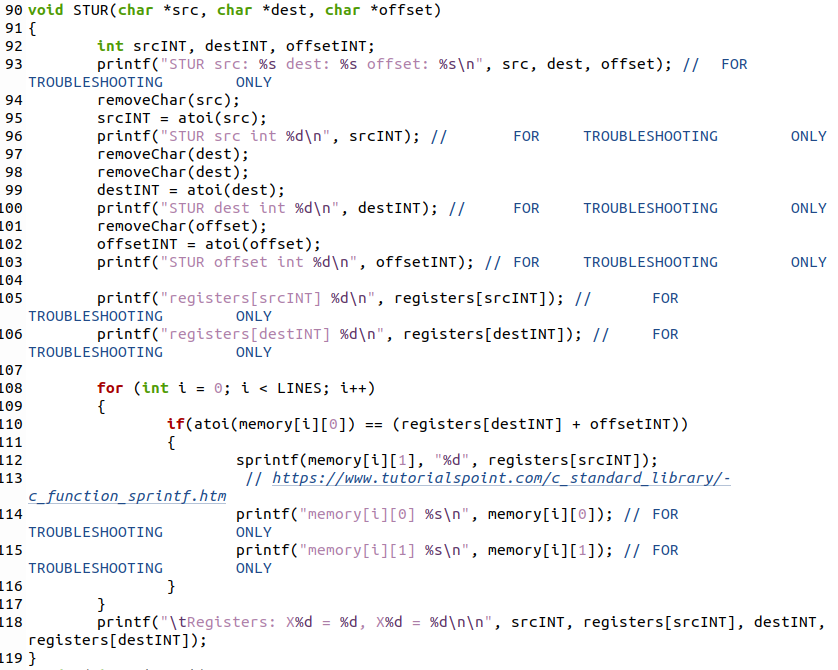 90 void STUR(char *src, char *dest, char *offset)
91 {
92         int srcINT, destINT, offsetINT;
93         printf("STUR src: %s dest: %s offset: %s\n", src, dest, offset); //  FOR
TROUBLESHOOTING        ONLY
94         removeChar(src);
95         srcINT = atoi(src);
96         printf("STUR src int %d\n", srcINT); //        FOR     TROUBLESHOOTING        ONLY
97         removeChar(dest);
98         removeChar(dest);
99         destINT = atoi(dest);
100         printf("STUR dest int %d\n", destINT); //      FOR     TROUBLESHOOTING        ONLY
101         removeChar(offset);
102         offsetINT = atoi(offset);
103         printf("STUR offset int %d\n", offsetINT); // FOR     TROUBLESHOOTING        ONLY
104
105         printf("registers[srcINT] %d\n", registers[srcINT]); //       FOR
TROUBLESHOOTING        ONLY
106         printf("registers[destINT] %d\n", registers[destINT]); //     FOR
TROUBLESHOOTING        ONLY
107
108         for (int i = 0; i < LINES; i++)
109         {
110                 if(atoi(memory[i][0]) == (registers[destINT] + offsetINT))
111                 {
112                         sprintf(memory[i][1], "%d", registers[srcINT]);
113                          // https://www.tutorialspoint.com/c_standard_library/-
c_function_sprintf.htm
114                         printf("memory[i][0] %s\n", memory[i][0]); // FOR
TROUBLESHOOTING        ONLY
115                         printf("memory[i][1] %s\n", memory[i][1]); // FOR
TROUBLESHOOTING        ONLY
116                 }
117         }
118         printf("\tRegisters: X%d = %d, X%d = %d\n\n", srcINT, registers[srcINT], destINT,
registers[destINT]);
119 }